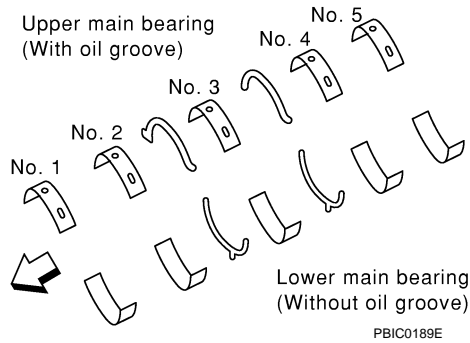 Upper main bearing
(With oil groove)
No. 5
No. 4
No. 3
No. 2
No. 1
Lower main bearing
(Without oil groove)
PBIC0189E